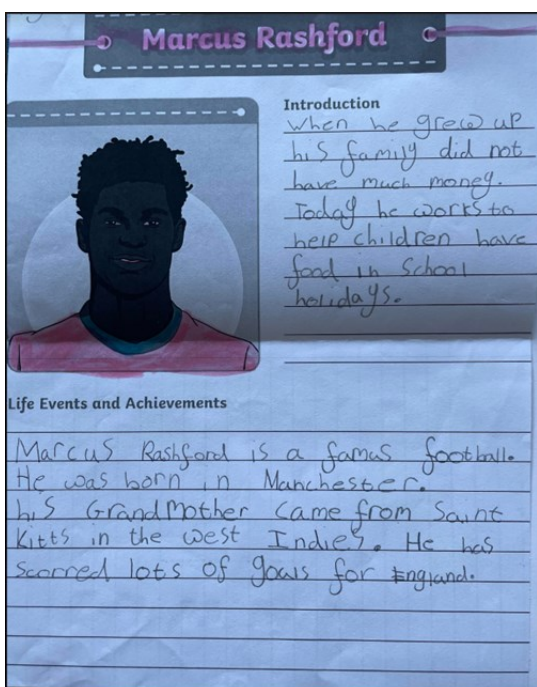 Marcus Rashford
Introduction
When he grew up
his family did not
have much money.
Today he works to
help children have
food in School
holidays.
Life Events and Achievements
Marcus Rashford is a famus football.
He was born in Manchester.
his GrandMother came from Saint
Kitts in the west Indies. He has
scorred lots of goals for England.